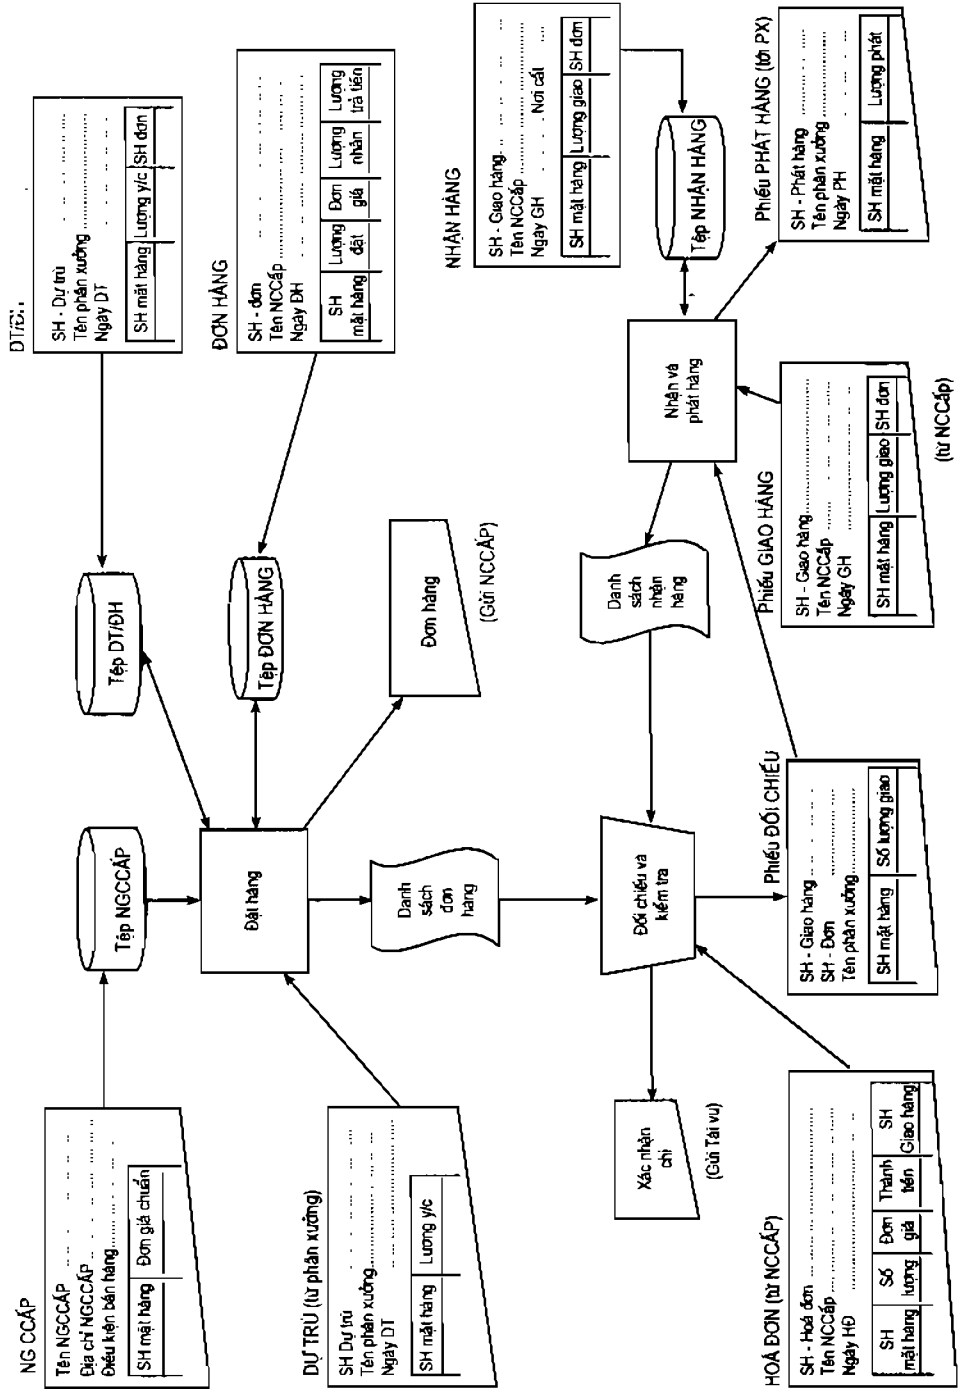 NG CCẤP
Tên NGCCẤP
Địa chỉ NGCCẤP
Điều kiện bán hàng
SH mặt hàng | Đơn giá chuẩn
Tệp NGCCẤP
DT/ĐH
SH - Dự trù
Tên phân xưởng
Ngày DT
SH mặt hàng | Lượng y/c | SH đơn
Tệp DT/ĐH
ĐƠN HÀNG
SH - đơn
Tên NCCấp
Ngày ĐH
SH mặt hàng | Lượng đặt | Đơn giá | Lượng nhận | Lượng trả tiền
Tệp ĐƠN HÀNG
Đặt hàng
DỰ TRÙ (từ phân xưởng)
SH Dự trù
Tên phân xưởng
Ngày DT
SH mặt hàng | Lượng y/c
Đơn hàng
(Gửi NCCẤP)
Danh sách đơn hàng
NHẬN HÀNG
SH - Giao hàng
Tên NCCấp
Ngày GH Nơi cất
SH mặt hàng | Lượng giao | SH đơn
Tệp NHẬN HÀNG
Nhận và phát hàng
Danh sách nhận hàng
Đối chiếu và kiểm tra
Xác nhận chi
(Gửi Tài vụ)
HOÁ ĐƠN (từ NCCẤP)
SH - Hoá đơn
Tên NCCấp
Ngày HĐ
SH mặt hàng | Số lượng | Đơn giá | Thành tiền | SH Giao hàng
Phiếu ĐỐI CHIẾU
SH - Giao hàng
SH - Đơn
Tên phân xưởng
SH mặt hàng | Số lượng giao
Phiếu GIAO HÀNG
SH - Giao hàng
Tên NCCấp
Ngày GH
SH mặt hàng | Lượng giao | SH đơn
(từ NCCấp)
Phiếu PHÁT HÀNG (tới PX)
SH - Phát hàng
Tên phân xưởng
Ngày PH
SH mặt hàng | Lượng phát